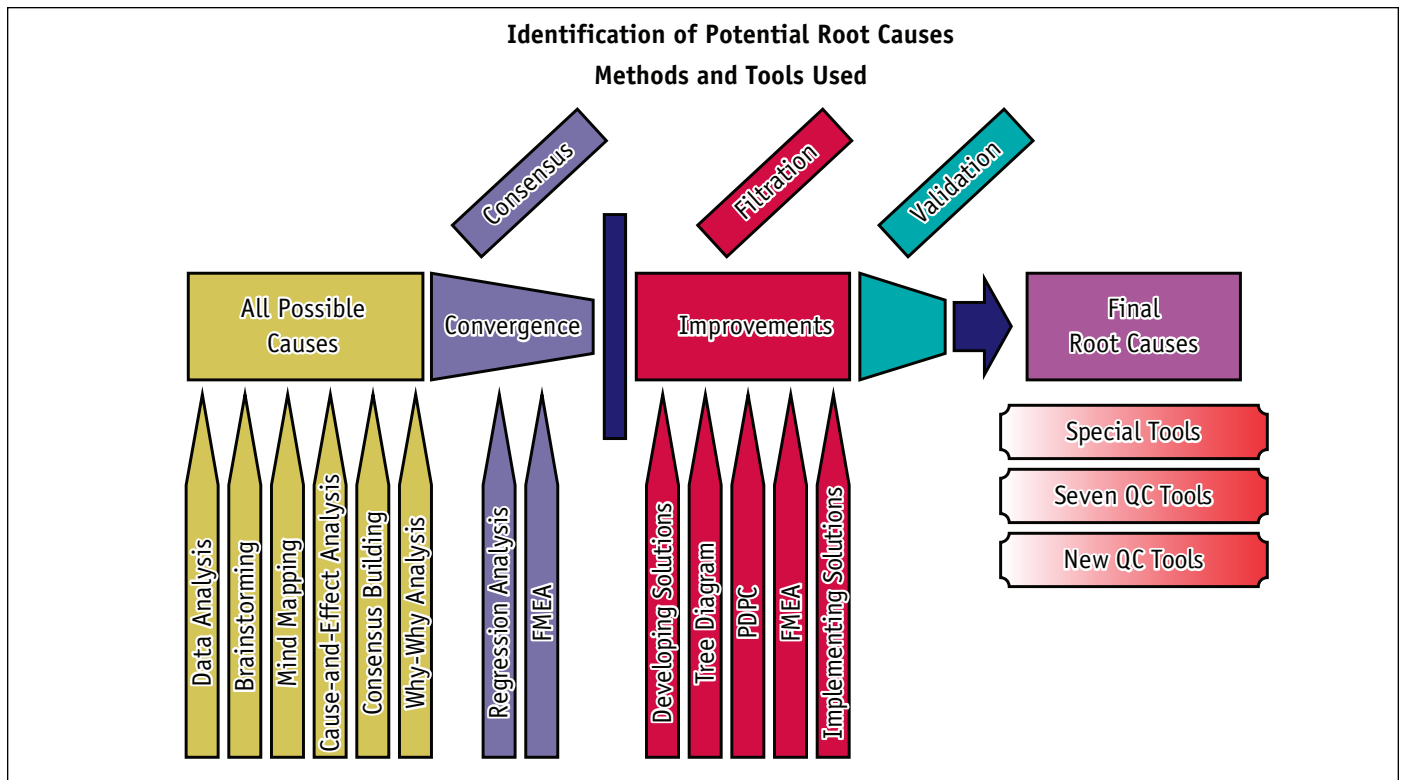 Identification of Potential Root Causes
Methods and Tools Used
Consensus
Filtration
Validation
All Possible
Causes
Convergence
Improvements
Final
Root Causes
Data Analysis
Brainstorming
Mind Mapping
Cause-and-Effect Analysis
Consensus Building
Why-Why Analysis
Regression Analysis
FMEA
Developing Solutions
Tree Diagram
PDPC
FMEA
Implementing Solutions
Special Tools
Seven QC Tools
New QC Tools